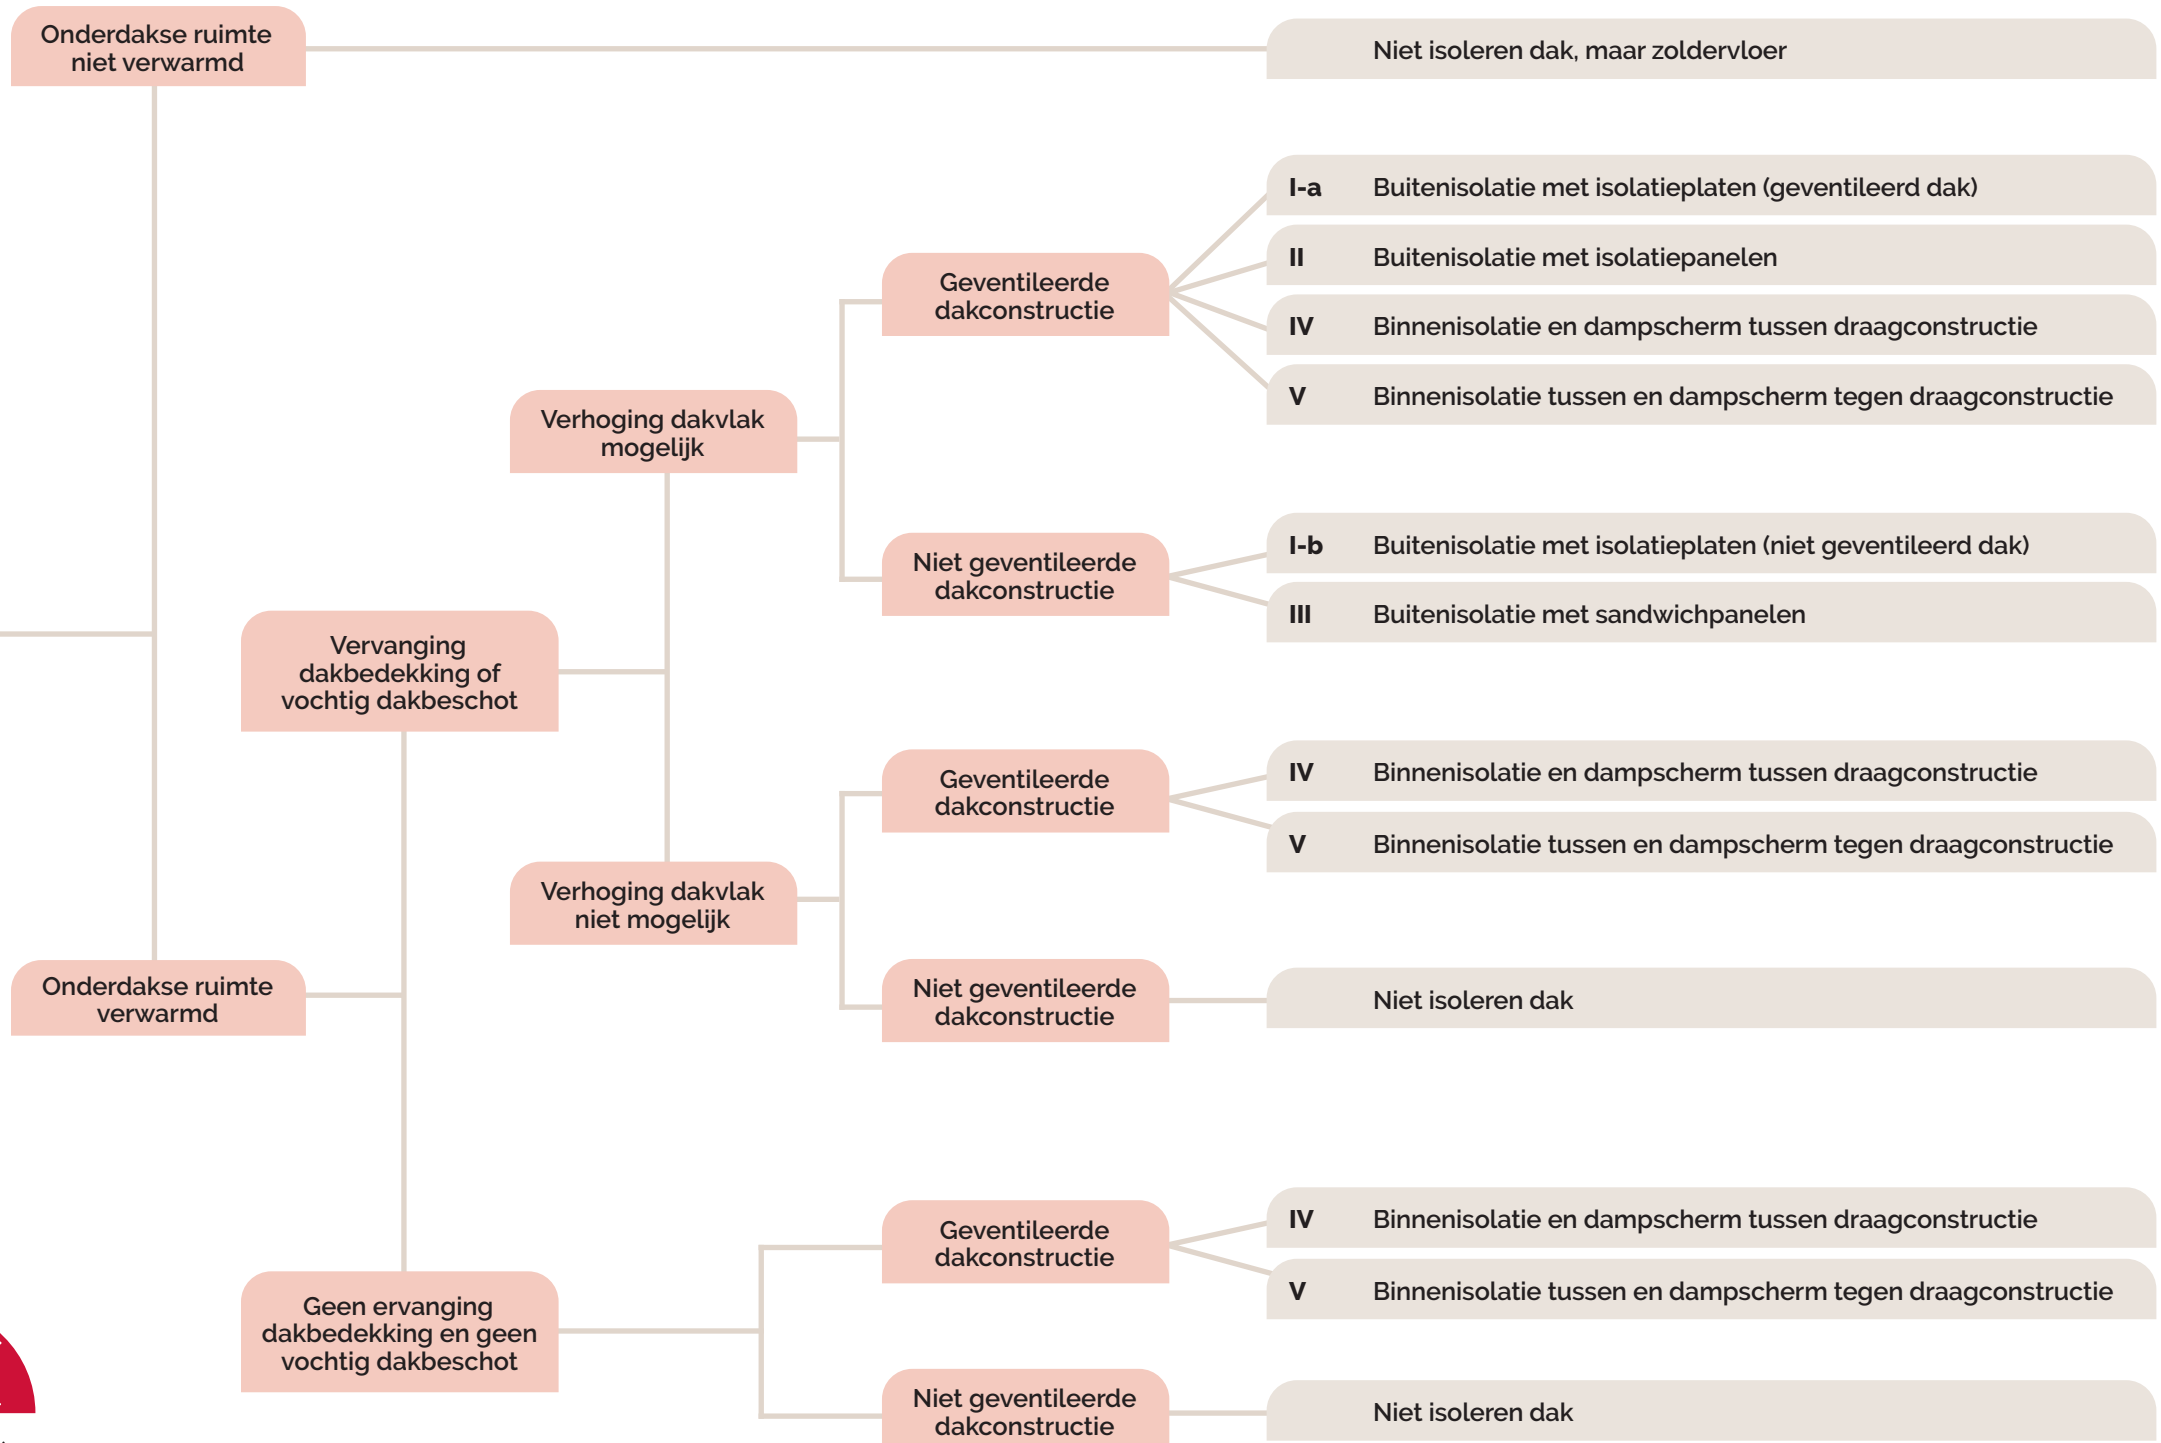 Onderdakse ruimte
niet verwarmd
Niet isoleren dak, maar zoldervloer
I-a Buitenisolatie met isolatieplaten (geventileerd dak)
II Buitenisolatie met isolatiepanelen
Geventileerde
dakconstructie
IV Binnenisolatie en dampscherm tussen draagconstructie
V Binnenisolatie tussen en dampscherm tegen draagconstructie
Verhoging dakvlak
mogelijk
I-b Buitenisolatie met isolatieplaten (niet geventileerd dak)
Niet geventileerde
dakconstructie
III Buitenisolatie met sandwichpanelen
Vervanging
dakbedekking of
vochtig dakbeschot
Geventileerde
dakconstructie
IV Binnenisolatie en dampscherm tussen draagconstructie
V Binnenisolatie tussen en dampscherm tegen draagconstructie
Verhoging dakvlak
niet mogelijk
Onderdakse ruimte
verwarmd
Niet geventileerde
dakconstructie
Niet isoleren dak
Geventileerde
dakconstructie
IV Binnenisolatie en dampscherm tussen draagconstructie
V Binnenisolatie tussen en dampscherm tegen draagconstructie
Geen ervanging
dakbedekking en geen
vochtig dakbeschot
Niet geventileerde
dakconstructie
Niet isoleren dak